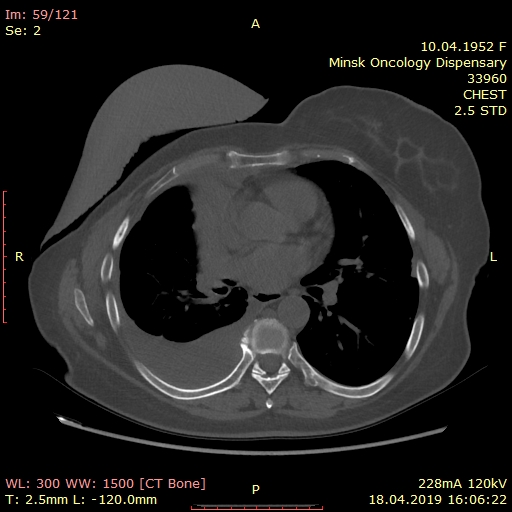 Im: 59/121
Se: 2
A
10.04.1952 F
Minsk Oncology Dispensary
33960
CHEST
2.5 STD
R
L
WL: 300 WW: 1500 [CT Bone]
T: 2.5mm L: -120.0mm
P
228mA 120kV
18.04.2019 16:06:22